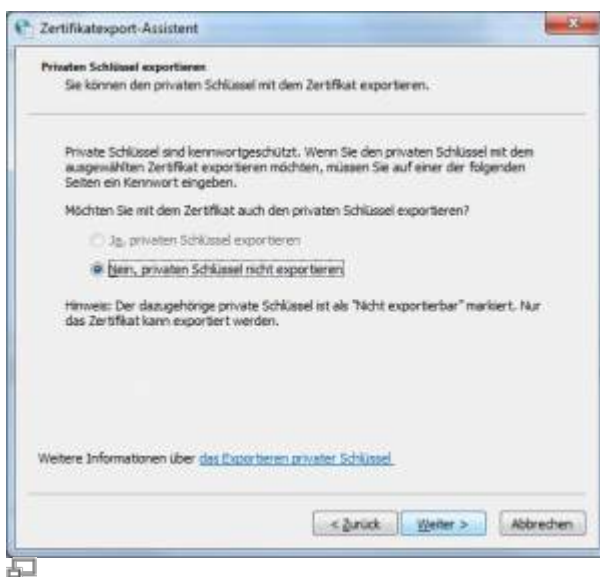 Zertifikatexport-Assistent
Privaten Schlüssel exportieren
Sie können den privaten Schlüssel mit dem Zertifikat exportieren.
Private Schlüssel sind kennwortgeschützt. Wenn Sie den privaten Schlüssel mit dem
ausgewählten Zertifikat exportieren möchten, müssen Sie auf einer der folgenden
Seiten ein Kennwort eingeben.
Möchten Sie mit dem Zertifikat auch den privaten Schlüssel exportieren?
Ja, privaten Schlüssel exportieren
Nein, privaten Schlüssel nicht exportieren
Hinweis: Der dazugehörige private Schlüssel ist als "Nicht exportierbar" markiert. Nur
das Zertifikat kann exportiert werden.
Weitere Informationen über das Exportieren privater Schlüssel
< Zurück Weiter > Abbrechen